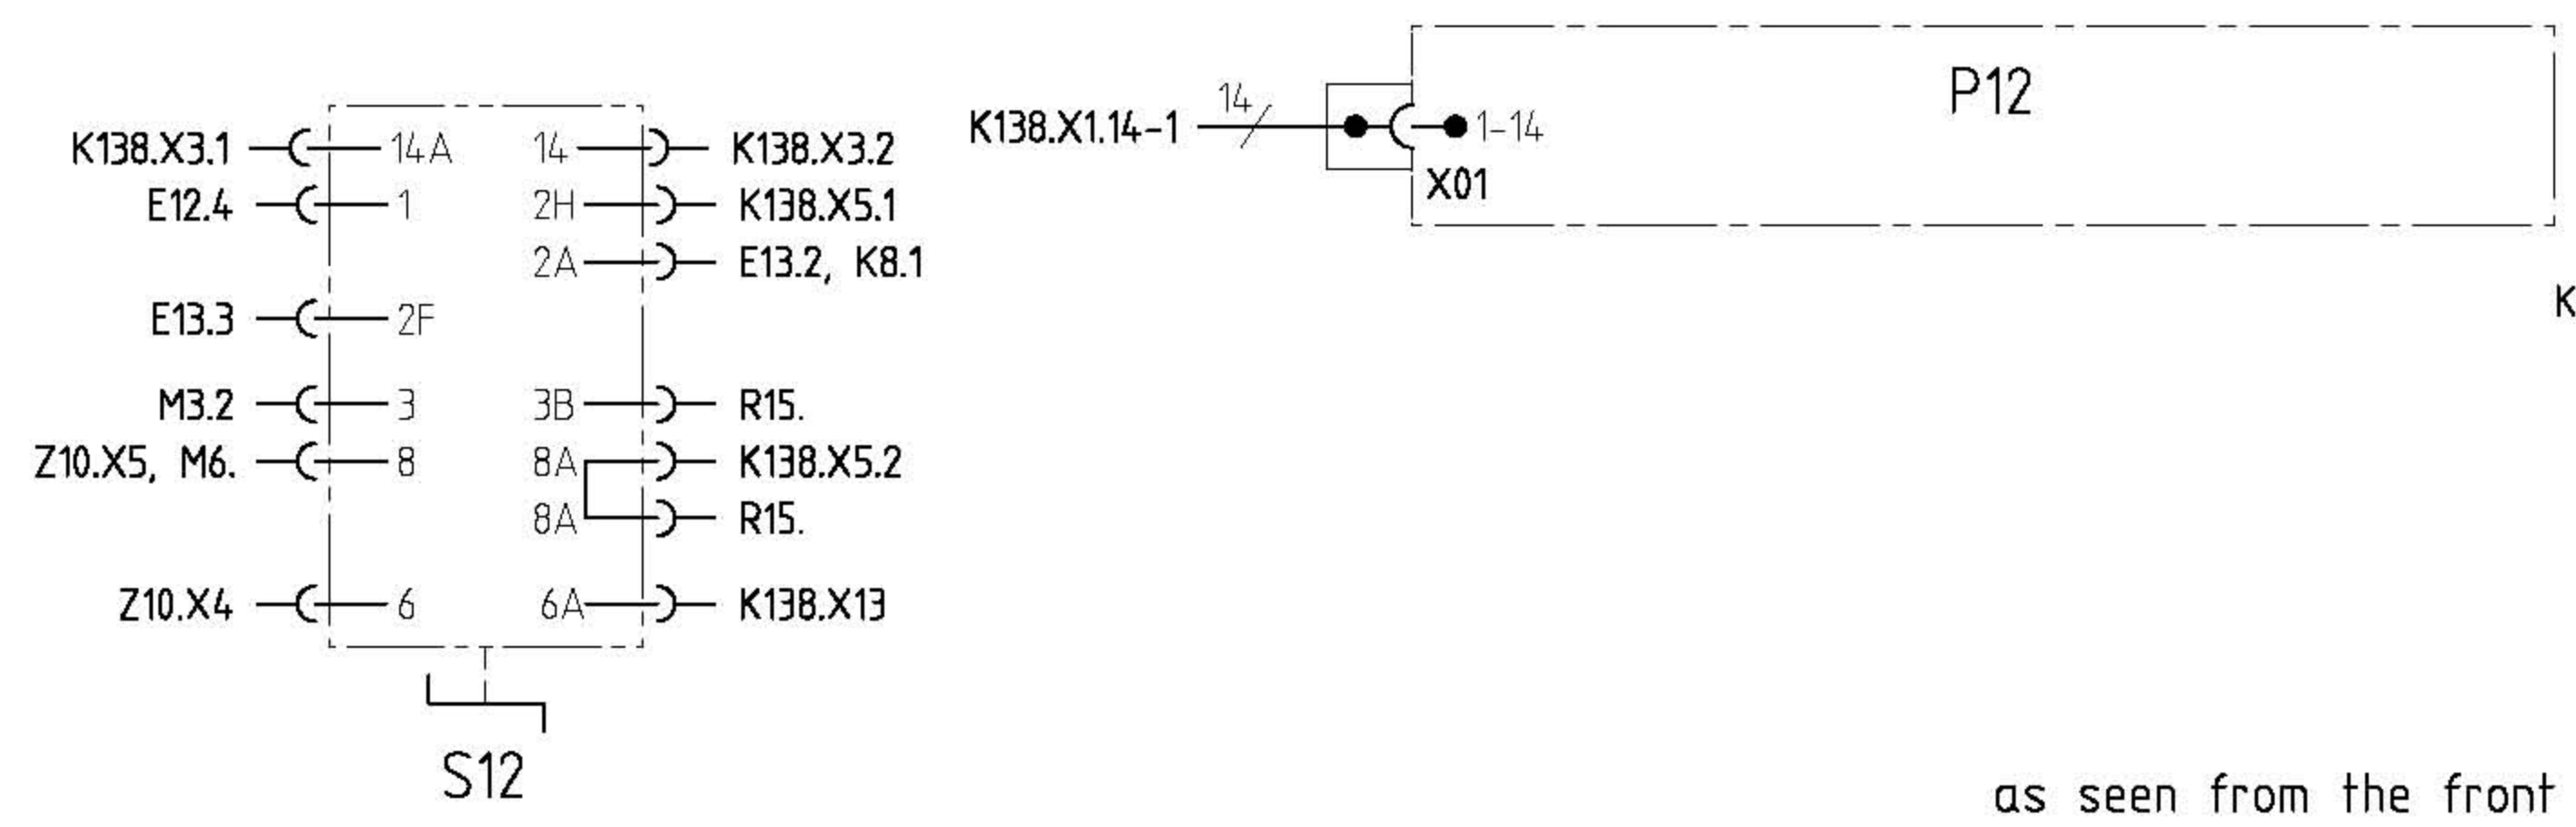 K138.X3.1 14A 14 K138.X3.2
E12.4 1 2H K138.X5.1
2A E13.2, K8.1
E13.3 2F
M3.2 3 3B R15.
Z10.X5, M6. 8 8A K138.X5.2
8A R15.
Z10.X4 6 6A K138.X13
S12
14
K138.X1.14-1 1-14
X01
P12
K
as seen from the front